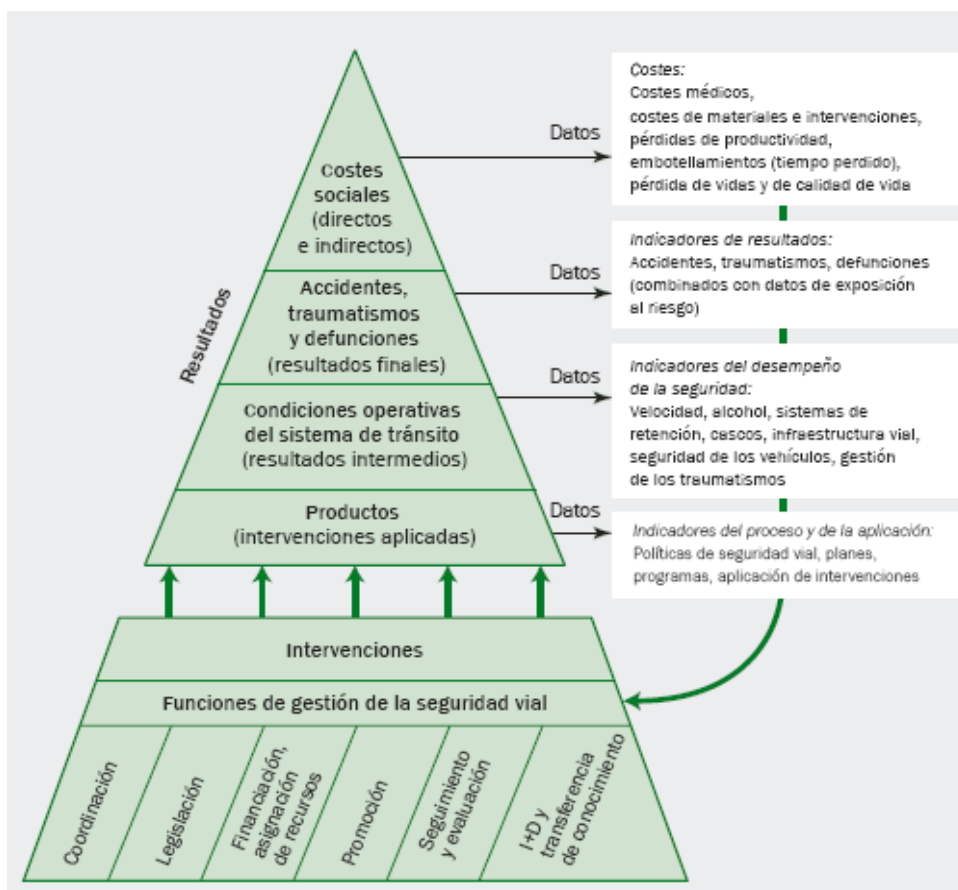 Resultados
Costes
sociales
(directos
e indirectos)
Datos
Costes:
Costes médicos,
costes de materiales e intervenciones,
pérdidas de productividad,
embotellamientos (tiempo perdido),
pérdida de vidas y de calidad de vida
Accidentes,
traumatismos
y defunciones
(resultados finales)
Datos
Indicadores de resultados:
Accidentes, traumatismos, defunciones
(combinados con datos de exposición
al riesgo)
Condiciones operativas
del sistema de tránsito
(resultados intermedios)
Datos
Indicadores del desempeño
de la seguridad:
Velocidad, alcohol, sistemas de
retención, cascos, infraestructura vial,
seguridad de los vehículos, gestión
de los traumatismos
Productos
(intervenciones aplicadas)
Datos
Indicadores del proceso y de la aplicación:
Políticas de seguridad vial, planes,
programas, aplicación de intervenciones
Intervenciones
Funciones de gestión de la seguridad vial
Coordinación
Legislación
Financiación,
asignación
de recursos
Promoción
Seguimiento
y evaluación
I+D y
transferencia
de conocimiento